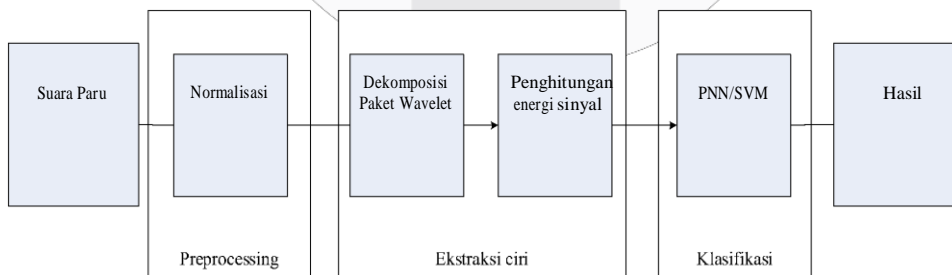 Suara Paru
Normalisasi
Dekomposisi
Paket Wavelet
Penghitungan
energi sinyal
PNN/SVM
Hasil
Preprocessing
Ekstraksi ciri
Klasifikasi